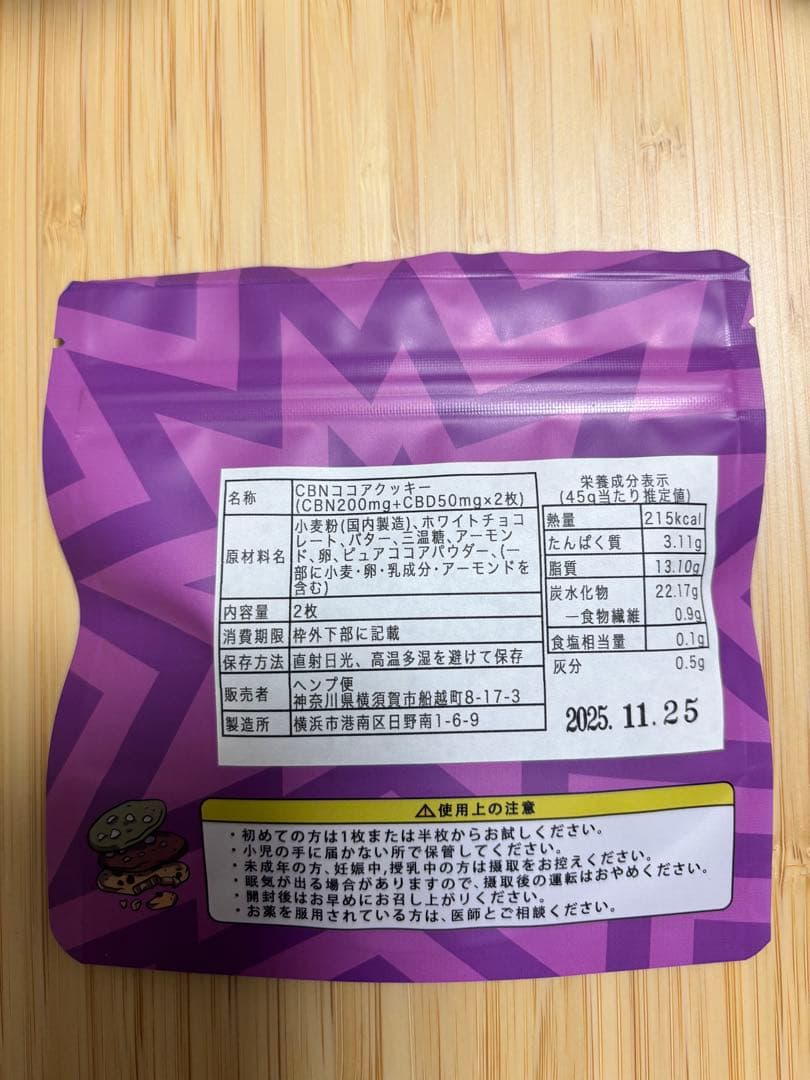 名称
CBNココアクッキー
(CBN200mg+CBD50mg×2枚)
原材料名
小麦粉(国内製造)、ホワイトチョコ
レート、バター、三温糖、アーモン
ド、卵、ピュアココアパウダー、(一
部に小麦・卵・乳成分・アーモンドを
含む)
内容量
2枚
消費期限
枠外下部に記載
保存方法
直射日光、高温多湿を避けて保存
販売者
ヘンプ便
神奈川県横須賀市船越町8-17-3
製造所
横浜市港南区日野南1-6-9
栄養成分表示
(45g当たり推定値)
熱量 215kcal
たんぱく質 3.11g
脂質 13.10g
炭水化物 22.17g
―食物繊維 0.9g
食塩相当量 0.1g
灰分 0.5g
2025.11.25
⚠使用上の注意
・初めての方は1枚または半枚からお試しください。
・小児の手に届かない所で保管してください。
・未成年の方、妊娠中,授乳中の方は摂取をお控えください。
・眠気が出る場合がありますので、摂取後の運転はおやめください。
・開封後はお早めにお召し上がりください。
・お薬を服用されている方は、医師とご相談ください。